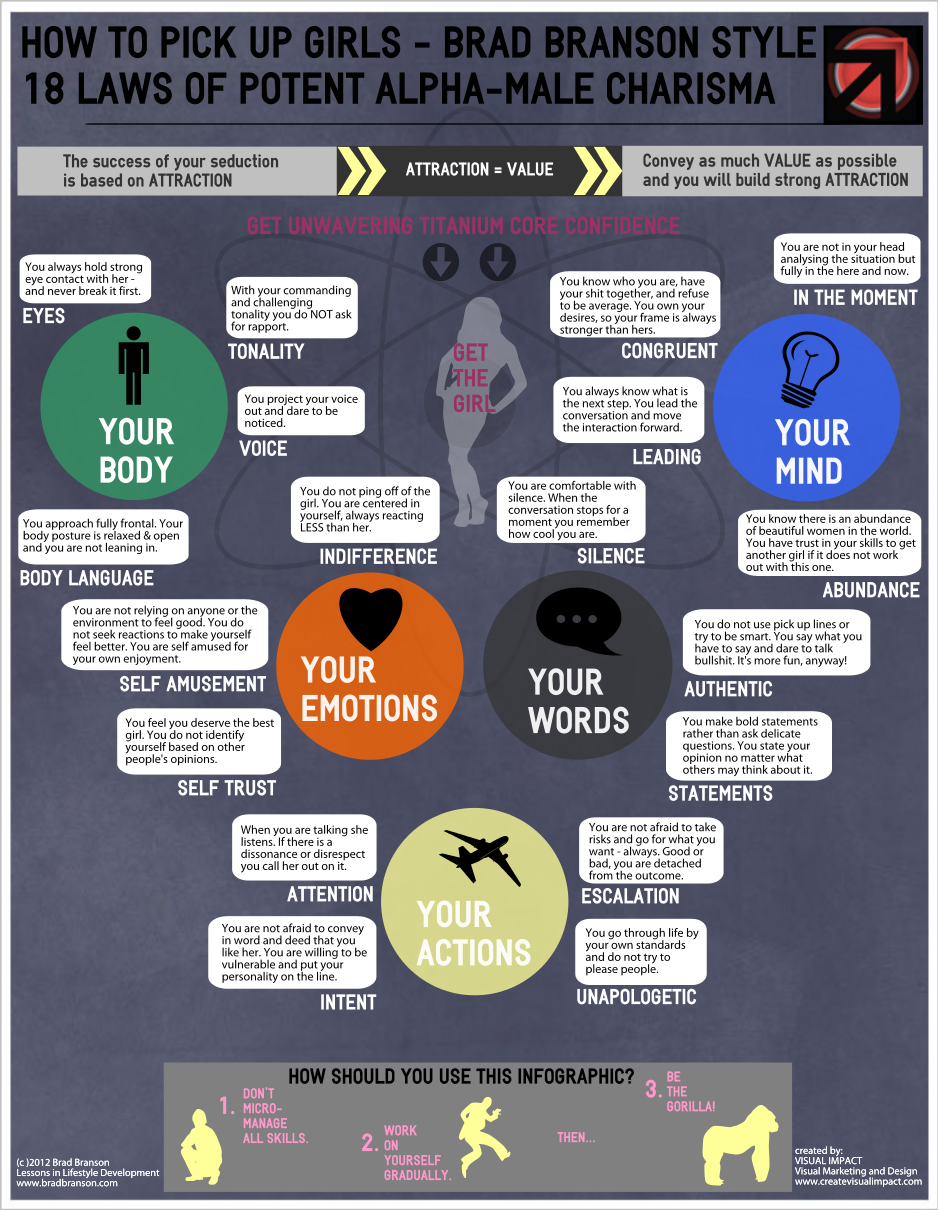 HOW TO PICK UP GIRLS - BRAD BRANSON STYLE
18 LAWS OF POTENT ALPHA-MALE CHARISMA
The success of your seduction
is based on ATTRACTION
ATTRACTION = VALUE
Convey as much VALUE as possible
and you will build strong ATTRACTION
GET UNWAVERING TITANIUM CORE CONFIDENCE
You always hold strong
eye contact with her -
and never break it first.
EYES
With your commanding
and challenging
tonality you do NOT ask
for rapport.
TONALITY
YOUR
BODY
You project your voice
out and dare to be
noticed.
VOICE
You approach fully frontal. Your
body posture is relaxed & open
and you are not leaning in.
BODY LANGUAGE
GET
THE
GIRL
You are not in your head
analysing the situation but
fully in the here and now.
IN THE MOMENT
You know who you are, have
your shit together, and refuse
to be average. You own your
desires, so your frame is always
stronger than hers.
CONGRUENT
YOUR
MIND
You always know what is
the next step. You lead the
conversation and move
the interaction forward.
LEADING
You know there is an abundance
of beautiful women in the world.
You have trust in your skills to get
another girl if it does not work
out with this one.
ABUNDANCE
You do not ping off of the
girl. You are centered in
yourself, always reacting
LESS than her.
INDIFFERENCE
You are not relying on anyone or the
environment to feel good. You do
not seek reactions to make yourself
feel better. You are self amused for
your own enjoyment.
SELF AMUSEMENT
YOUR
EMOTIONS
You feel you deserve the best
girl. You do not identify
yourself based on other
people's opinions.
SELF TRUST
You are comfortable with
silence. When the
conversation stops for a
moment you remember
how cool you are.
SILENCE
YOUR
WORDS
You do not use pick up lines or
try to be smart. You say what you
have to say and dare to talk
bullshit. It's more fun, anyway!
AUTHENTIC
You make bold statements
rather than ask delicate
questions. You state your
opinion no matter what
others may think about it.
STATEMENTS
When you are talking she
listens. If there is a
dissonance or disrespect
you call her out on it.
ATTENTION
YOUR
ACTIONS
You are not afraid to take
risks and go for what you
want - always. Good or
bad, you are detached
from the outcome.
ESCALATION
You are not afraid to convey
in word and deed that you
like her. You are willing to be
vulnerable and put your
personality on the line.
INTENT
You go through life by
your own standards
and do not try to
please people.
UNAPOLOGETIC
HOW SHOULD YOU USE THIS INFOGRAPHIC?
1. DON'T
MICRO-
MANAGE
ALL SKILLS.
2. WORK
ON
YOURSELF
GRADUALLY.
THEN...
3. BE
THE
GORILLA!
(c )2012 Brad Branson
Lessons in Lifestyle Development
www.bradbranson.com
created by:
VISUAL IMPACT
Visual Marketing and Design
www.createvisualimpact.com